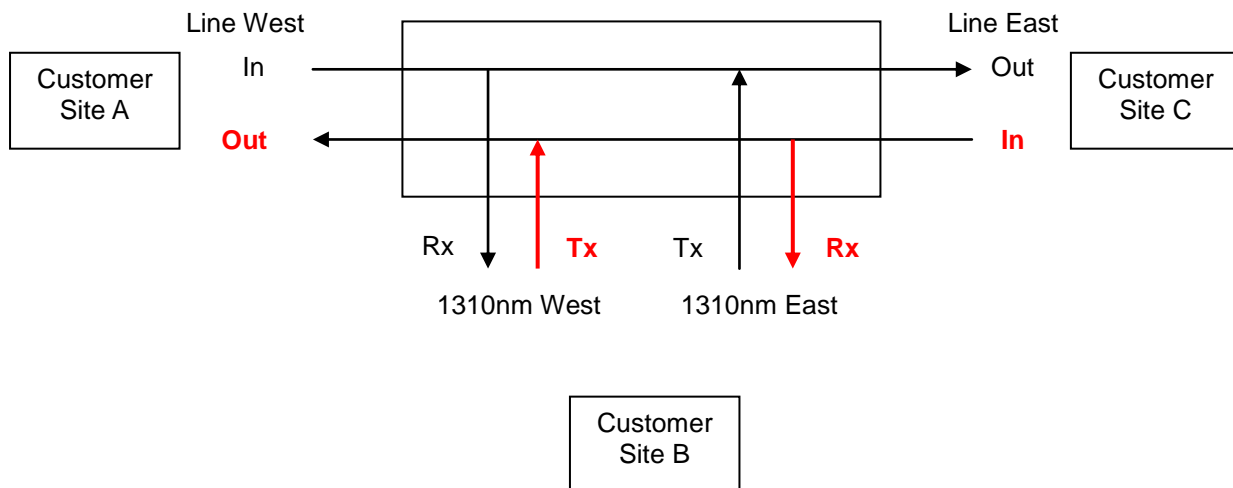 Line West
Line East
Customer
Site A
In
Out
Customer
Site C
Out
In
Rx
Tx
Tx
Rx
1310nm West
1310nm East
Customer
Site B